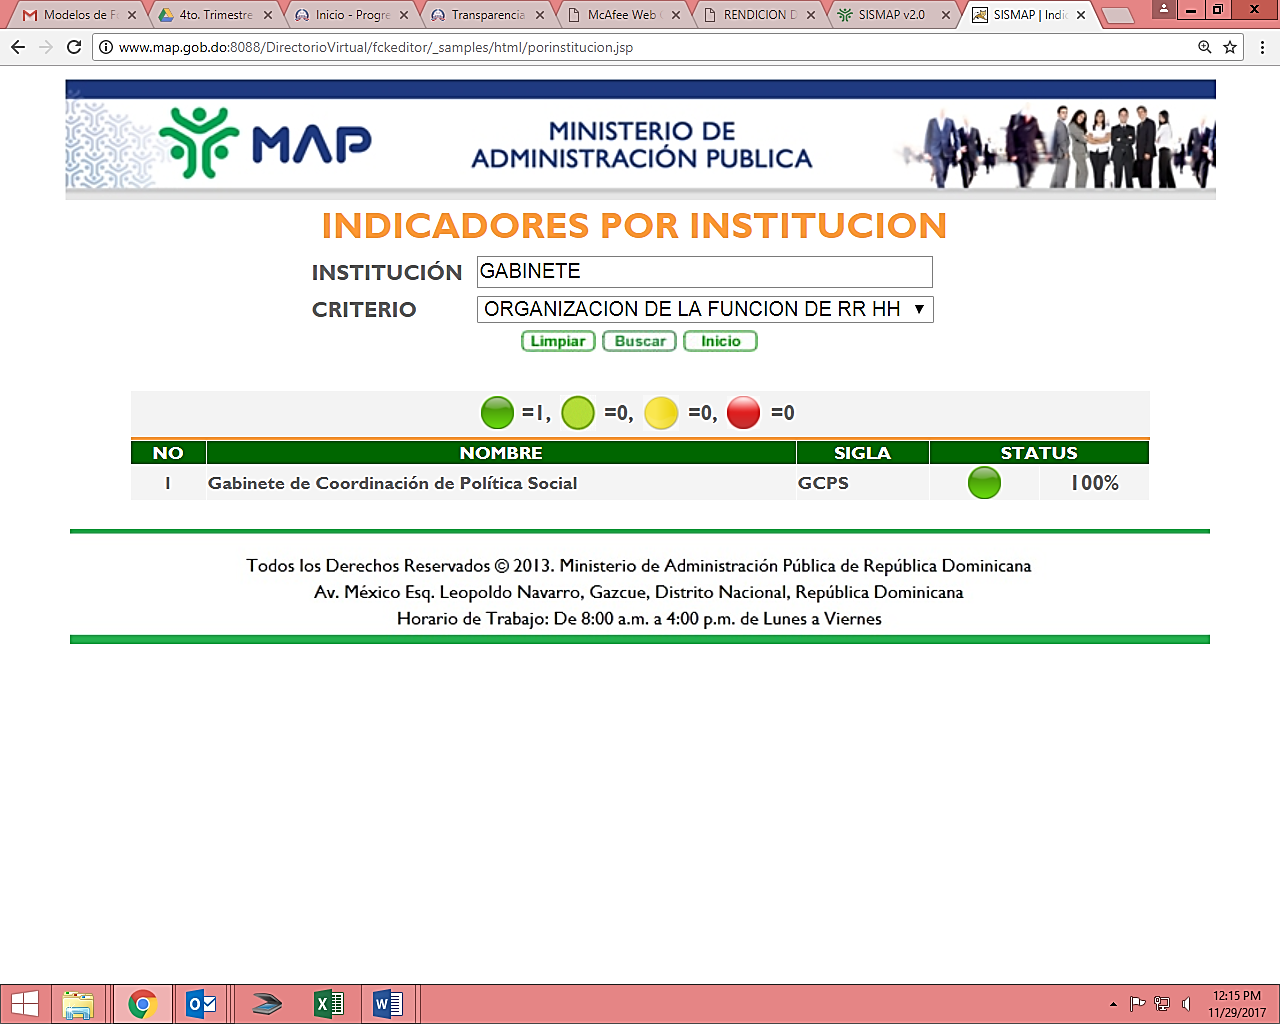 Modelos de F
4to. Trimestre
Inicio - Progre
Transparencia
McAfee Web
RENDICION D
SISMAP v2.0
SISMAP | Indi
www.map.gob.do:8088/DirectorioVirtual/fckeditor/_samples/html/porinstitucion.jsp
MAP
MINISTERIO DE
ADMINISTRACIÓN PUBLICA
INDICADORES POR INSTITUCION
INSTITUCIÓN GABINETE
CRITERIO ORGANIZACION DE LA FUNCION DE RR HH
Limpiar Buscar Inicio
=1, =0, =0, =0
NO NOMBRE SIGLA STATUS
1 Gabinete de Coordinación de Política Social GCPS 100%
Todos los Derechos Reservados © 2013. Ministerio de Administración Pública de República Dominicana
Av. México Esq. Leopoldo Navarro, Gazcue, Distrito Nacional, República Dominicana
Horario de Trabajo: De 8:00 a.m. a 4:00 p.m. de Lunes a Viernes
12:15 PM
11/29/2017